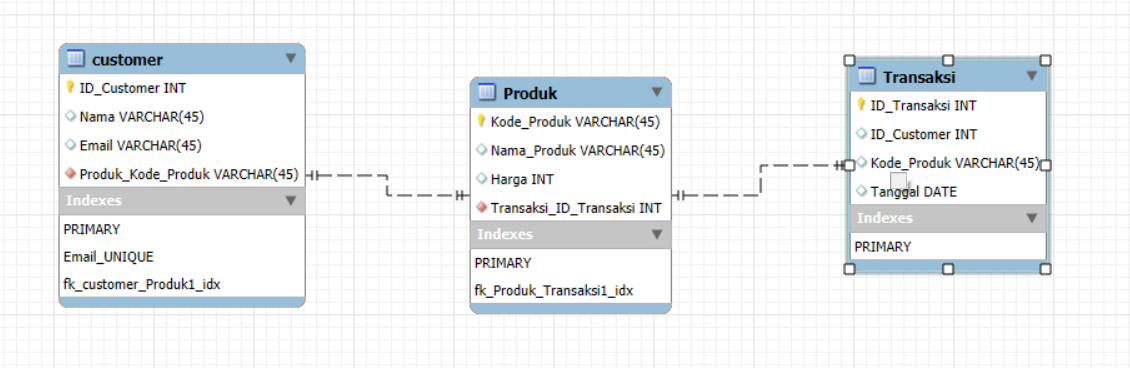 customer
ID_Customer INT
Nama VARCHAR(45)
Email VARCHAR(45)
Produk_Kode_Produk VARCHAR(45)
Indexes
PRIMARY
Email_UNIQUE
fk_customer_Produk1_idx
Produk
Kode_Produk VARCHAR(45)
Nama_Produk VARCHAR(45)
Harga INT
Transaksi_ID_Transaksi INT
Indexes
PRIMARY
fk_Produk_Transaksi1_idx
Transaksi
ID_Transaksi INT
ID_Customer INT
Kode_Produk VARCHAR(45)
Tanggal DATE
Indexes
PRIMARY